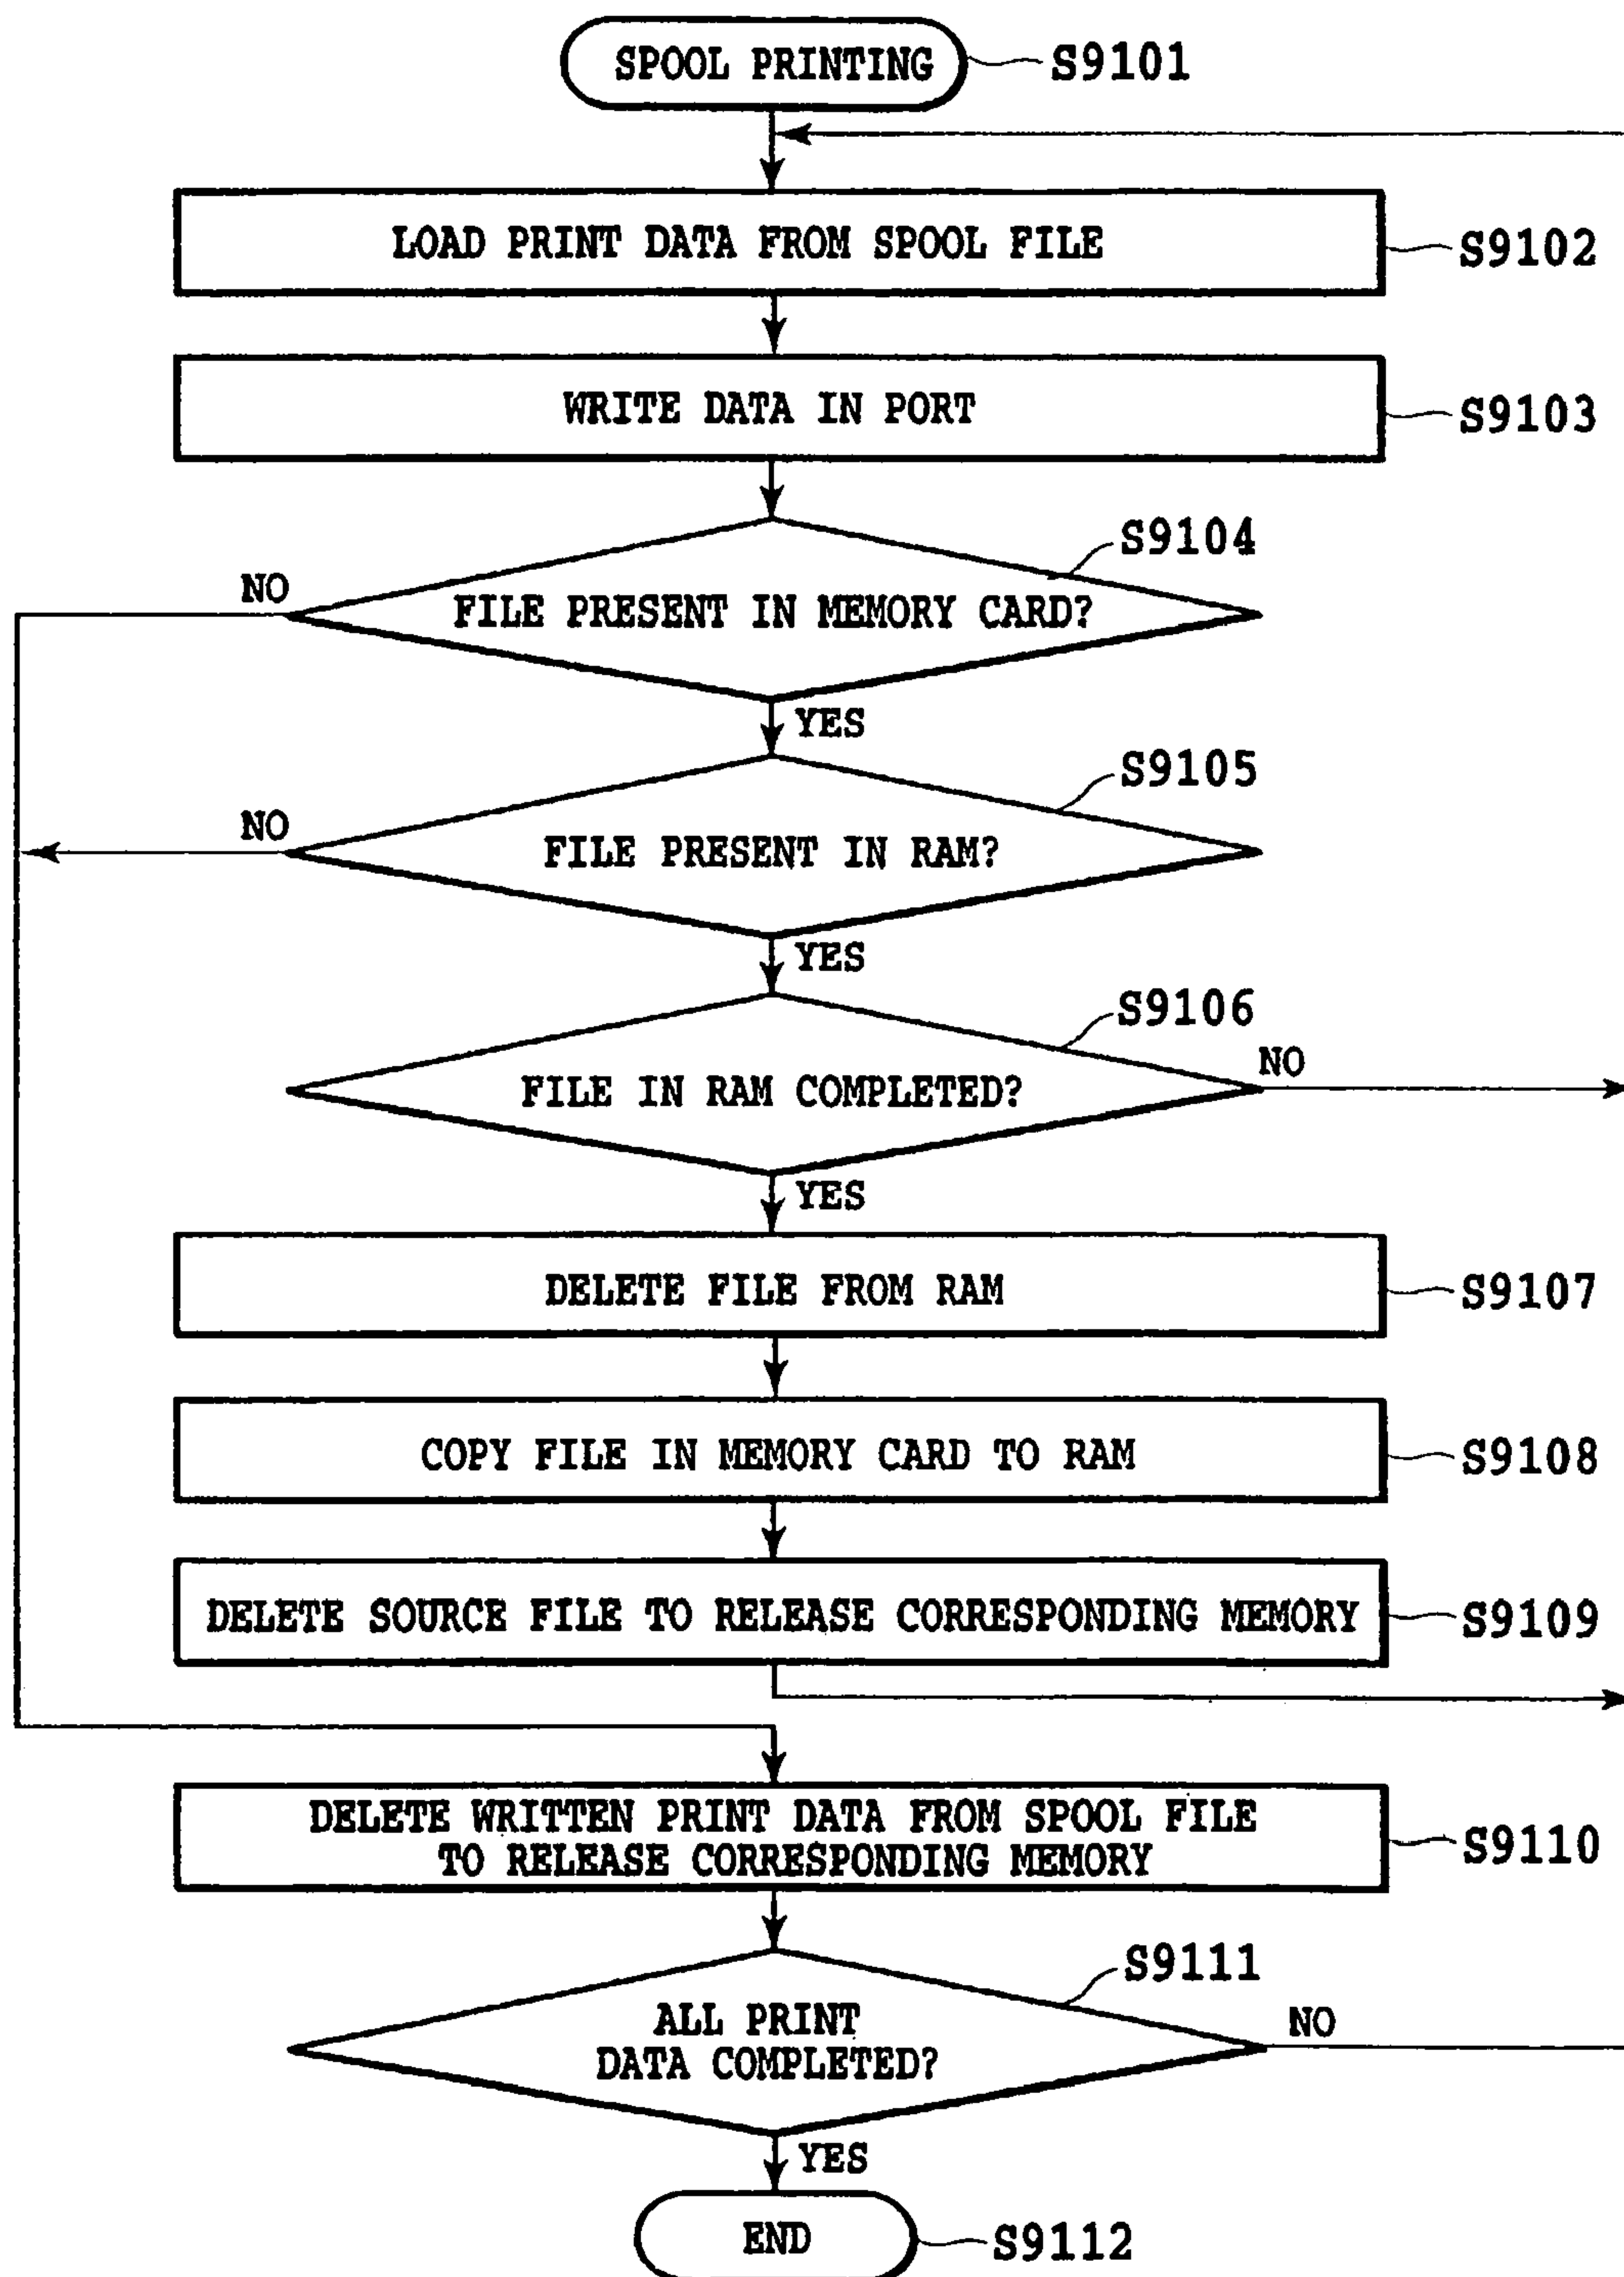 SPOOL PRINTING S9101
LOAD PRINT DATA FROM SPOOL FILE S9102
WRITE DATA IN PORT S9103
S9104
NO
FILE PRESENT IN MEMORY CARD?
YES
S9105
NO
FILE PRESENT IN RAM?
YES
S9106
NO
FILE IN RAM COMPLETED?
YES
DELETE FILE FROM RAM S9107
COPY FILE IN MEMORY CARD TO RAM S9108
DELETE SOURCE FILE TO RELEASE CORRESPONDING MEMORY S9109
DELETE WRITTEN PRINT DATA FROM SPOOL FILE
TO RELEASE CORRESPONDING MEMORY S9110
S9111
ALL PRINT
NO
DATA COMPLETED?
YES
END S9112